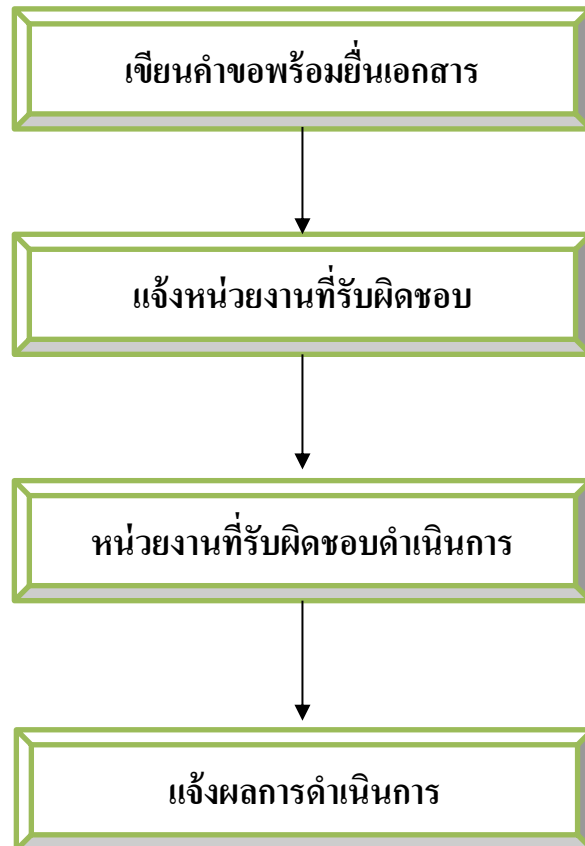 เขียนคำขอพร้อมยื่นเอกสาร
แจ้งหน่วยงานที่รับผิดชอบ
หน่วยงานที่รับผิดชอบดำเนินการ
แจ้งผลการดำเนินการ